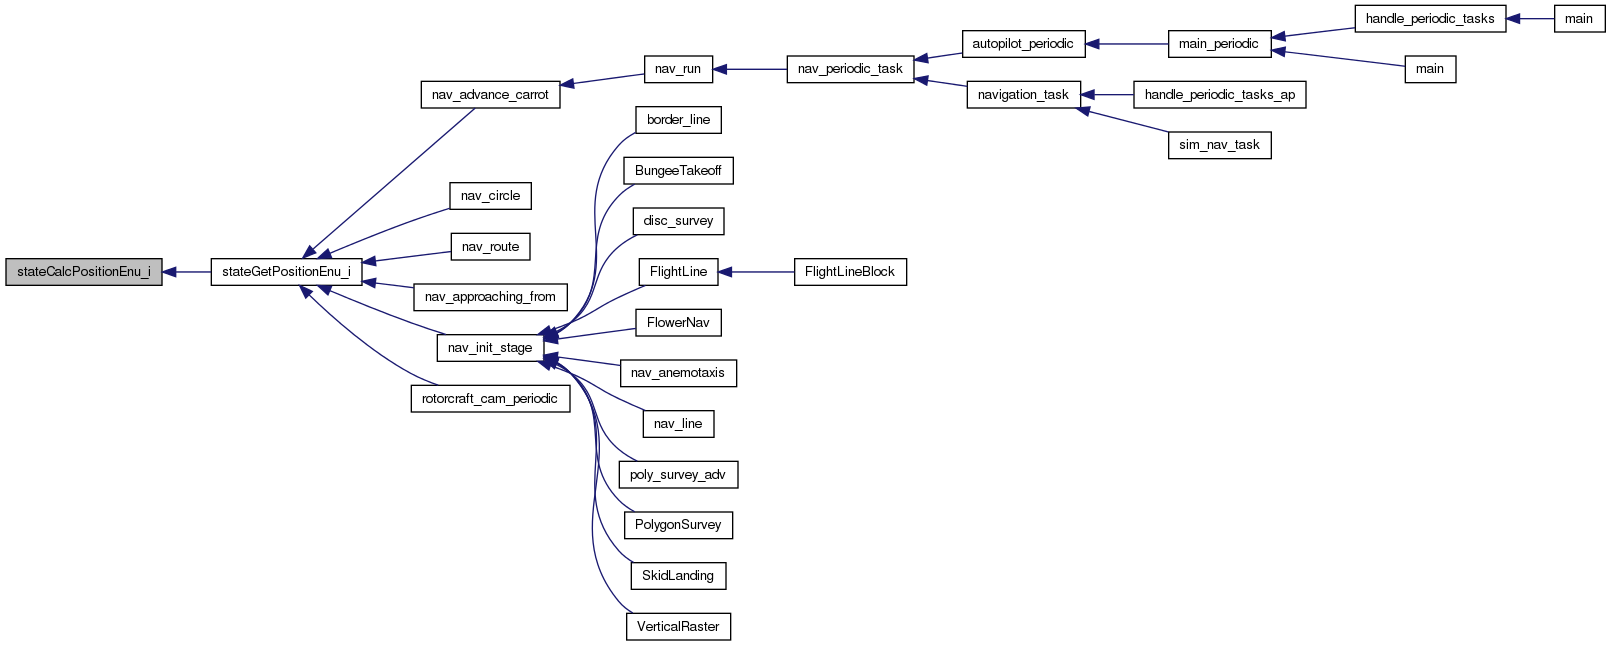 handle_periodic_tasks
main
autopilot_periodic
main_periodic
nav_run
nav_periodic_task
main
nav_advance_carrot
navigation_task
handle_periodic_tasks_ap
border_line
sim_nav_task
BungeeTakeoff
nav_circle
disc_survey
nav_route
stateCalcPositionEnu_i
stateGetPositionEnu_i
FlightLine
FlightLineBlock
nav_approaching_from
FlowerNav
nav_init_stage
nav_anemotaxis
rotorcraft_cam_periodic
nav_line
poly_survey_adv
PolygonSurvey
SkidLanding
VerticalRaster